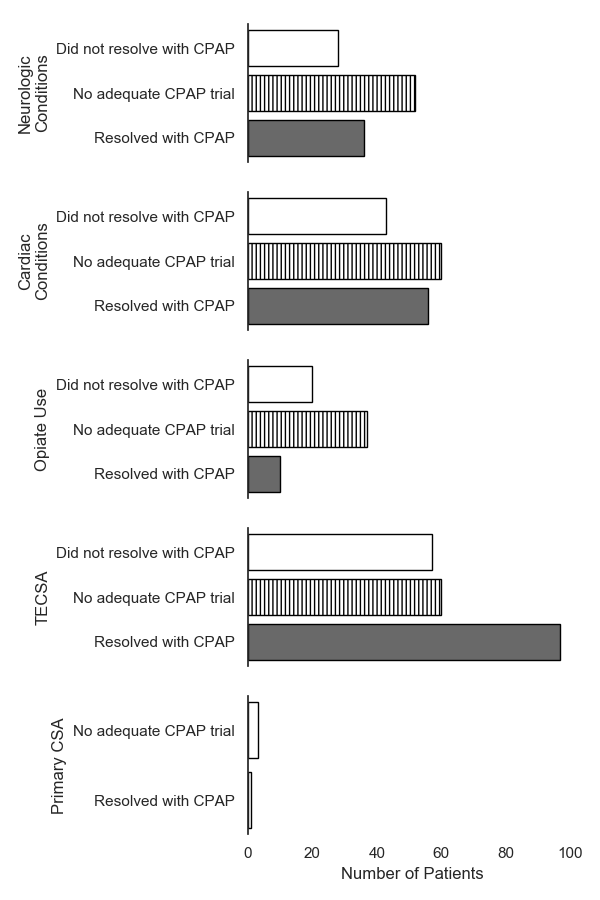 Neurologic
Conditions
Did not resolve with CPAP
No adequate CPAP trial
Resolved with CPAP
Cardiac
Conditions
Did not resolve with CPAP
No adequate CPAP trial
Resolved with CPAP
Opiate Use
Did not resolve with CPAP
No adequate CPAP trial
Resolved with CPAP
TECSA
Did not resolve with CPAP
No adequate CPAP trial
Resolved with CPAP
Primary CSA
No adequate CPAP trial
Resolved with CPAP
0 20 40 60 80 100
Number of Patients